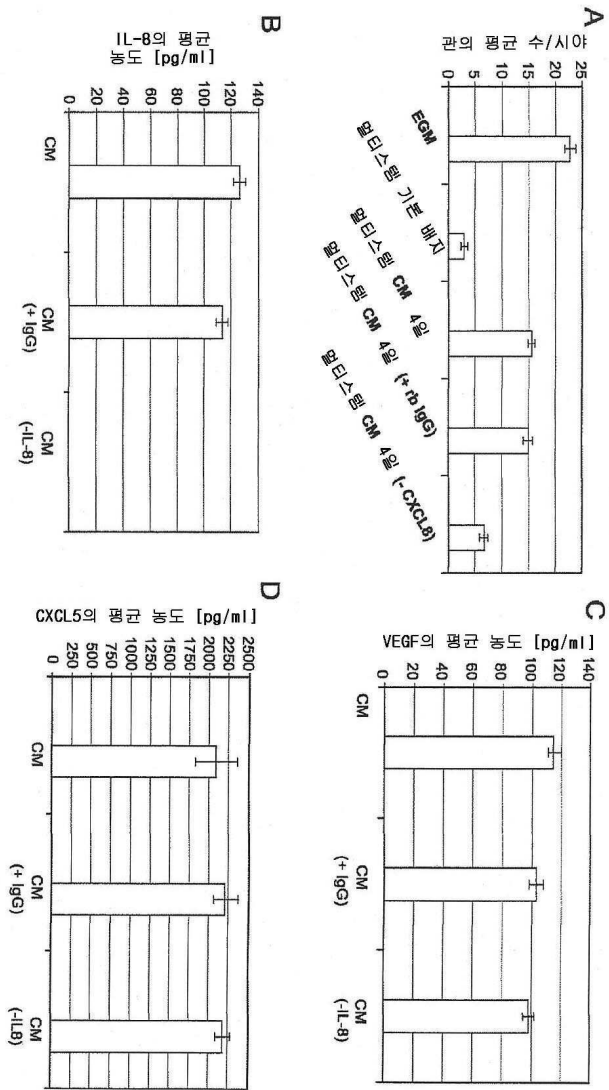 A
관의 평균 수/시야
0
5
10
15
20
25
EGM
멀티스템 기본 배지
멀티스템 CM 4일
멀티스템 CM 4일 (+ rb IgG)
멀티스템 CM 4일 (- CXCL8)
B
IL-8의 평균
농도 [pg/ml]
0
20
40
60
80
100
120
140
CM
CM
(+ IgG)
CM
(-IL-8)
C
VEGF의 평균 농도 [pg/ml]
0
20
40
60
80
100
120
140
CM
CM
(+ IgG)
CM
(-IL-8)
D
CXCL5의 평균 농도 [pg/ml]
0
250
500
750
1000
1250
1500
1750
2000
2250
2500
CM
CM
(+ IgG)
CM
(-IL8)